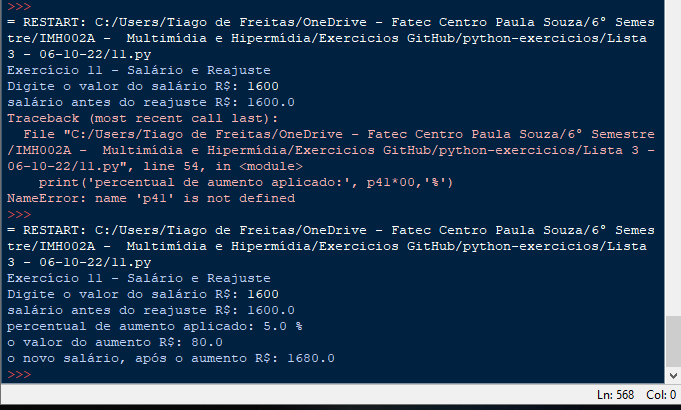 >>>
= RESTART: C:/Users/Tiago de Freitas/OneDrive - Fatec Centro Paula Souza/6° Semes
tre/IMH002A -  Multimídia e Hipermídia/Exercicios GitHub/python-exercicios/Lista
3 - 06-10-22/11.py
Exercício 11 - Salário e Reajuste
Digite o valor do salário R$: 1600
salário antes do reajuste R$: 1600.0
Traceback (most recent call last):
  File "C:/Users/Tiago de Freitas/OneDrive - Fatec Centro Paula Souza/6° Semestre
/IMH002A -  Multimídia e Hipermídia/Exercicios GitHub/python-exercicios/Lista 3 -
06-10-22/11.py", line 54, in <module>
    print('percentual de aumento aplicado:', p41*00,'%')
NameError: name 'p41' is not defined
>>>
= RESTART: C:/Users/Tiago de Freitas/OneDrive - Fatec Centro Paula Souza/6° Semes
tre/IMH002A -  Multimídia e Hipermídia/Exercicios GitHub/python-exercicios/Lista
3 - 06-10-22/11.py
Exercício 11 - Salário e Reajuste
Digite o valor do salário R$: 1600
salário antes do reajuste R$: 1600.0
percentual de aumento aplicado: 5.0 %
o valor do aumento R$: 80.0
o novo salário, após o aumento R$: 1680.0
>>>
Ln: 568 Col: 0